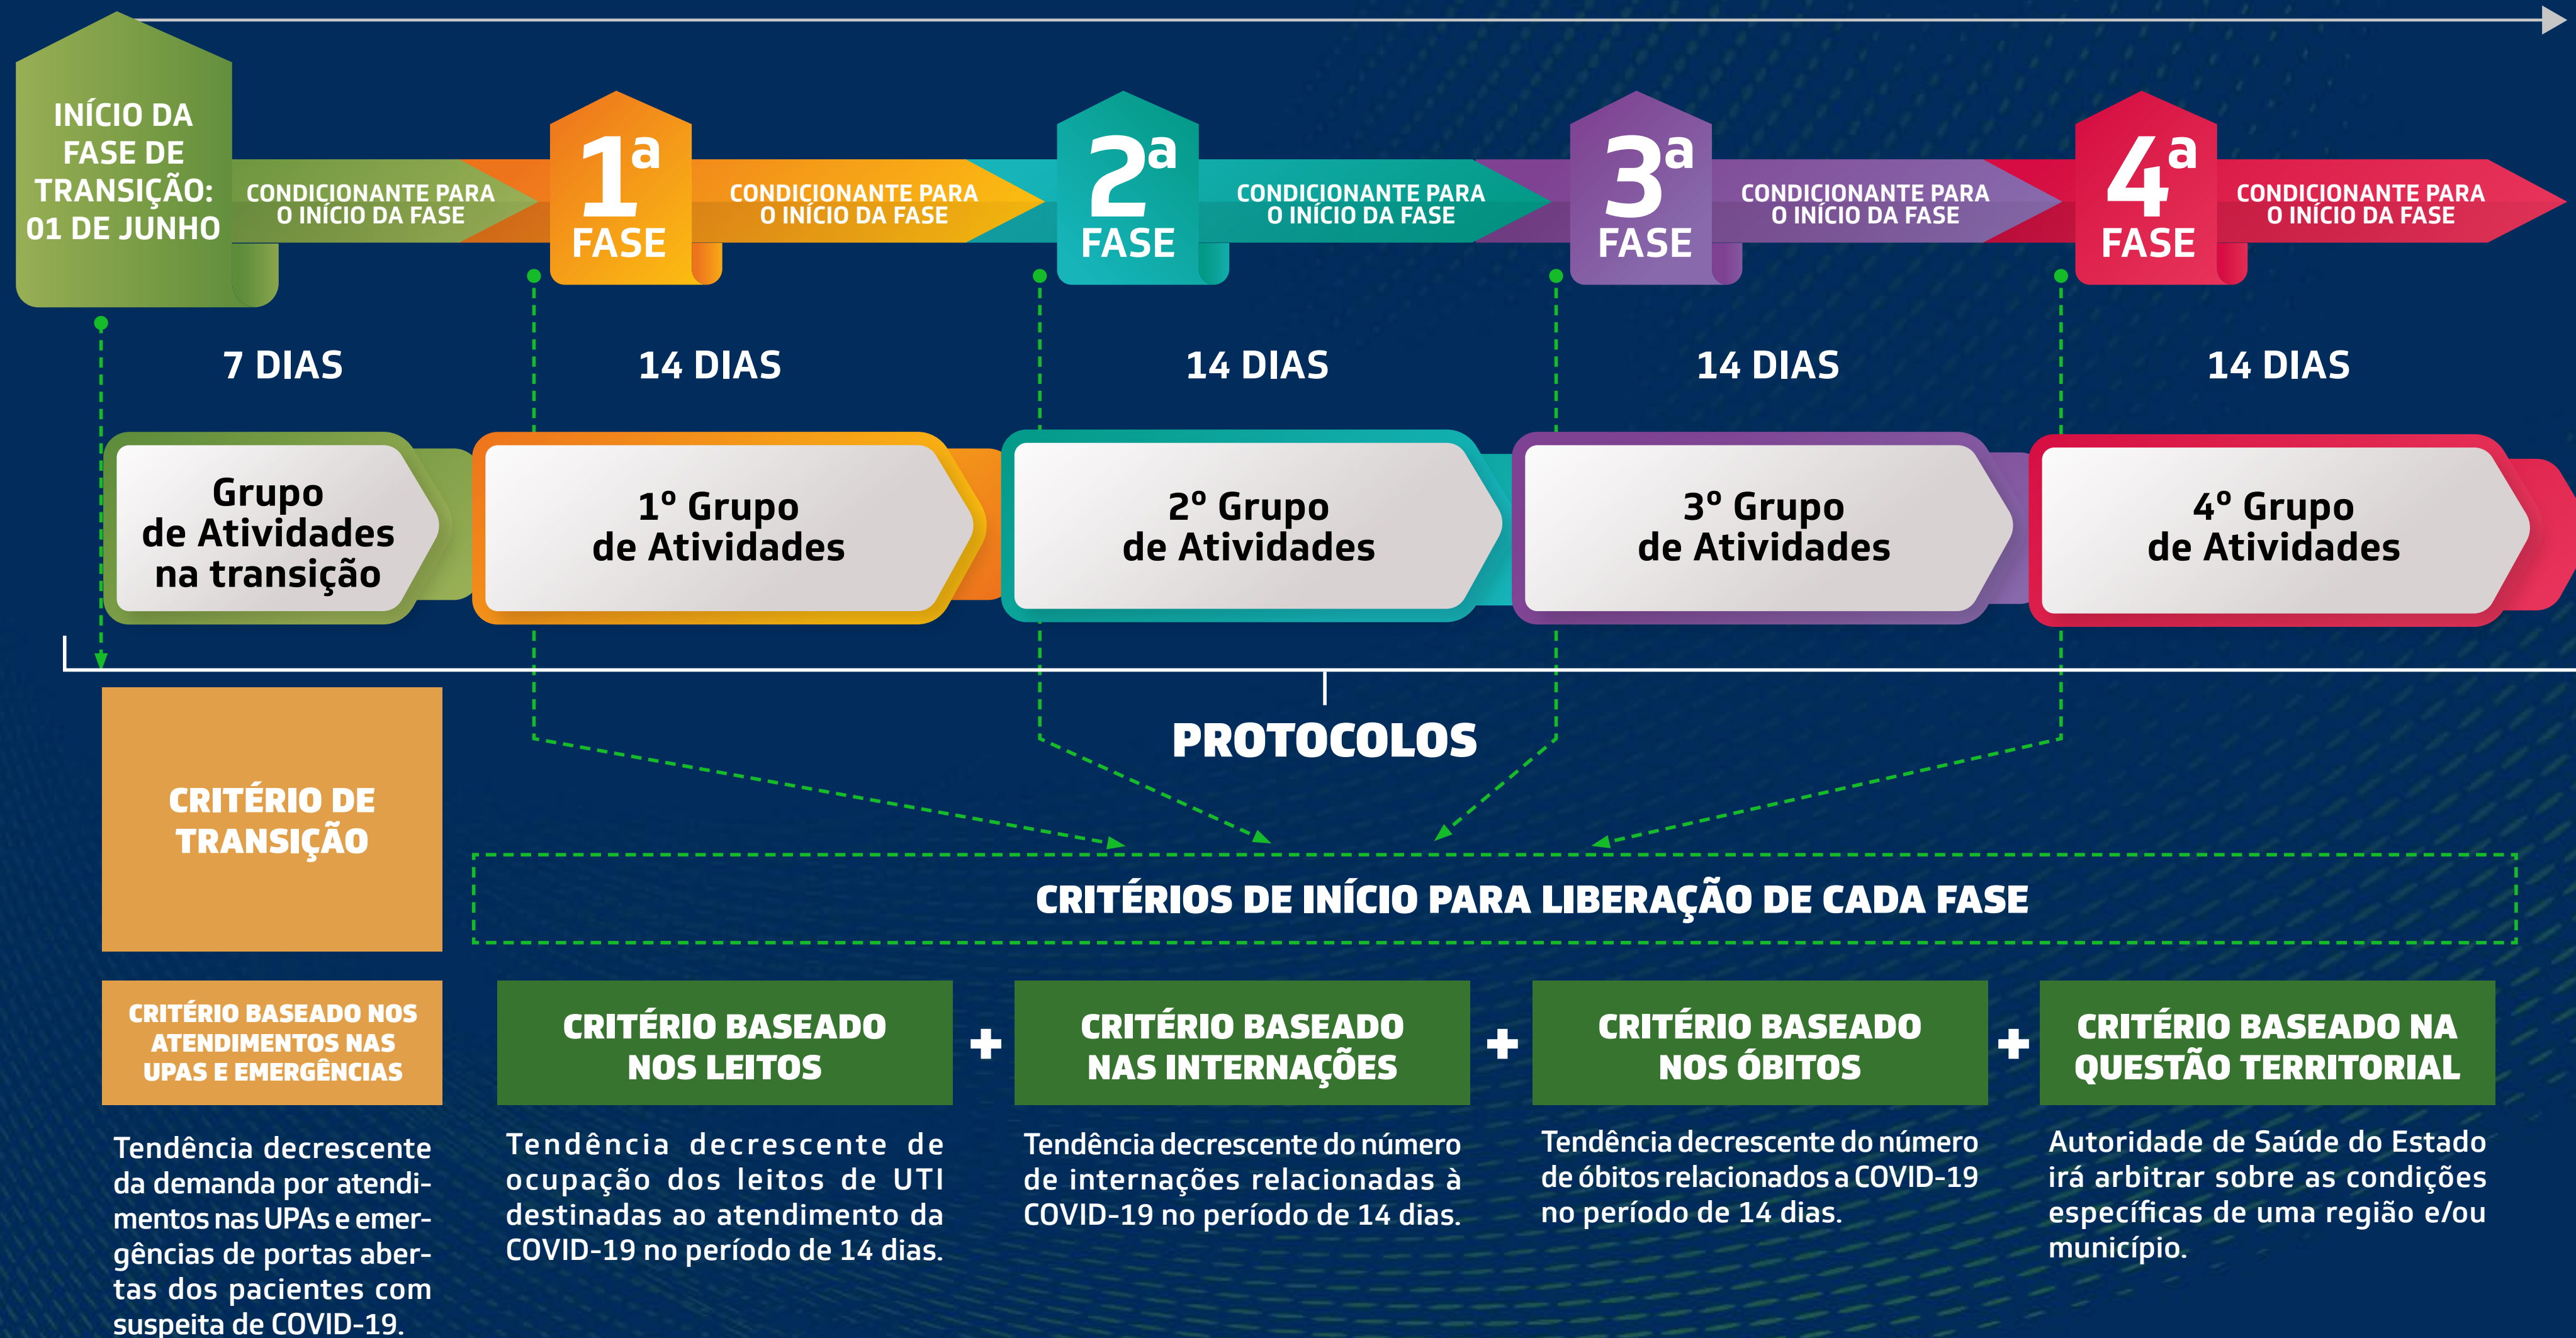 INÍCIO DA
FASE DE
TRANSIÇÃO:
01 DE JUNHO
CONDICIONANTE PARA
O INÍCIO DA FASE
1ª
FASE
CONDICIONANTE PARA
O INÍCIO DA FASE
2ª
FASE
CONDICIONANTE PARA
O INÍCIO DA FASE
3ª
FASE
CONDICIONANTE PARA
O INÍCIO DA FASE
4ª
FASE
CONDICIONANTE PARA
O INÍCIO DA FASE
7 DIAS
14 DIAS
14 DIAS
14 DIAS
14 DIAS
Grupo
de Atividades
na transição
1º Grupo
de Atividades
2º Grupo
de Atividades
3º Grupo
de Atividades
4º Grupo
de Atividades
PROTOCOLOS
CRITÉRIO DE
TRANSIÇÃO
CRITÉRIOS DE INÍCIO PARA LIBERAÇÃO DE CADA FASE
CRITÉRIO BASEADO NOS
ATENDIMENTOS NAS
UPAS E EMERGÊNCIAS
Tendência decrescente
da demanda por atendi-
mentos nas UPAs e emer-
gências de portas aber-
tas dos pacientes com
suspeita de COVID-19.
CRITÉRIO BASEADO
NOS LEITOS
Tendência decrescente de
ocupação dos leitos de UTI
destinadas ao atendimento da
COVID-19 no período de 14 dias.
+
CRITÉRIO BASEADO
NAS INTERNAÇÕES
Tendência decrescente do número
de internações relacionadas à
COVID-19 no período de 14 dias.
+
CRITÉRIO BASEADO
NOS ÓBITOS
Tendência decrescente do número
de óbitos relacionados a COVID-19
no período de 14 dias.
+
CRITÉRIO BASEADO NA
QUESTÃO TERRITORIAL
Autoridade de Saúde do Estado
irá arbitrar sobre as condições
específicas de uma região e/ou
município.